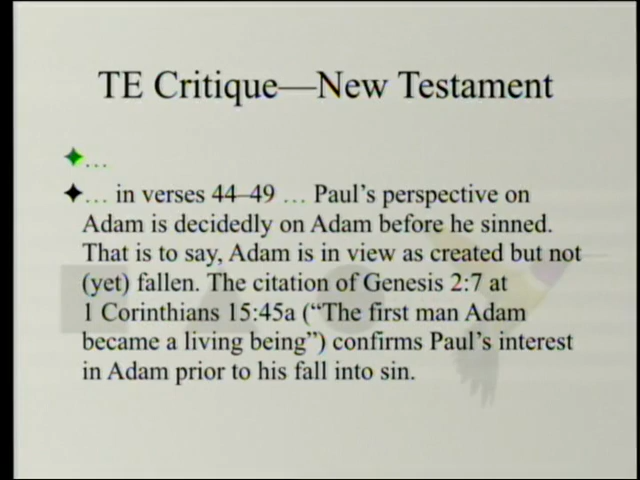 TE Critique—New Testament
…
… in verses 44–49 … Paul’s perspective on
Adam is decidedly on Adam before he sinned.
That is to say, Adam is in view as created but not
(yet) fallen. The citation of Genesis 2:7 at
1 Corinthians 15:45a (“The first man Adam
became a living being”) confirms Paul’s interest
in Adam prior to his fall into sin.